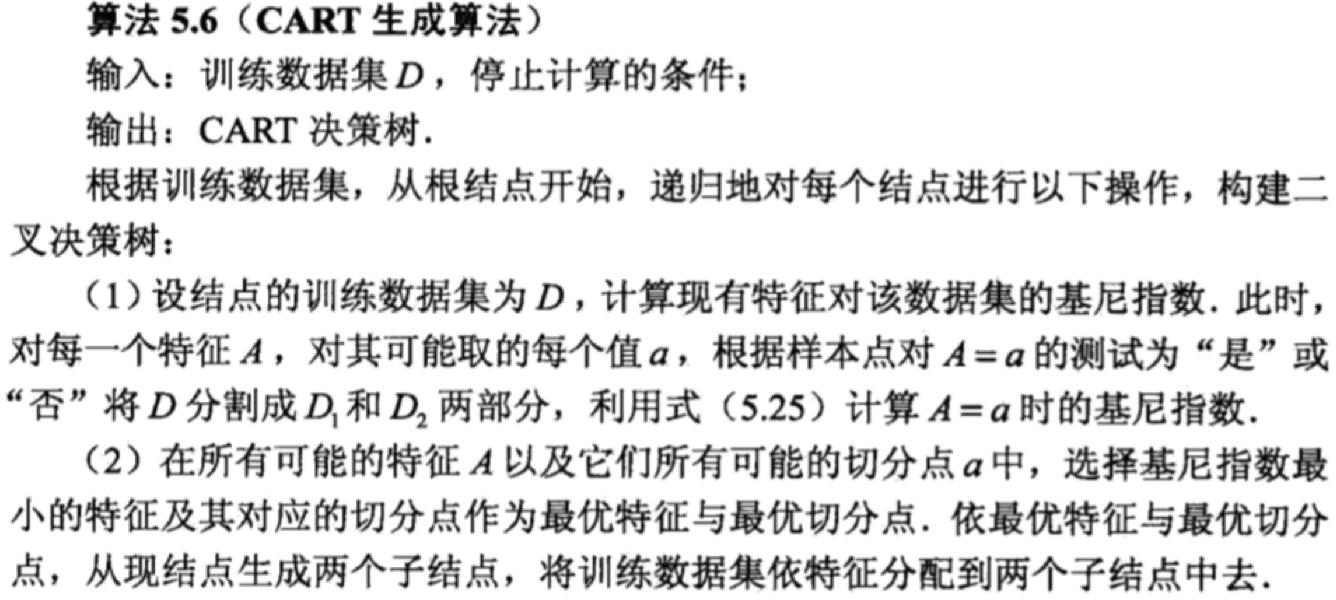 算法 5.6（CART 生成算法）
输入：训练数据集 D，停止计算的条件；
输出：CART 决策树．
根据训练数据集，从根结点开始，递归地对每个结点进行以下操作，构建二
叉决策树：
（1）设结点的训练数据集为 D，计算现有特征对该数据集的基尼指数．此时，
对每一个特征 A，对其可能取的每个值 a，根据样本点对 A = a 的测试为“是”或
“否”将 D 分割成 D₁ 和 D₂ 两部分，利用式（5.25）计算 A = a 时的基尼指数．
（2）在所有可能的特征 A 以及它们所有可能的切分点 a 中，选择基尼指数最
小的特征及其对应的切分点作为最优特征与最优切分点．依最优特征与最优切分
点，从现结点生成两个子结点，将训练数据集依特征分配到两个子结点中去．